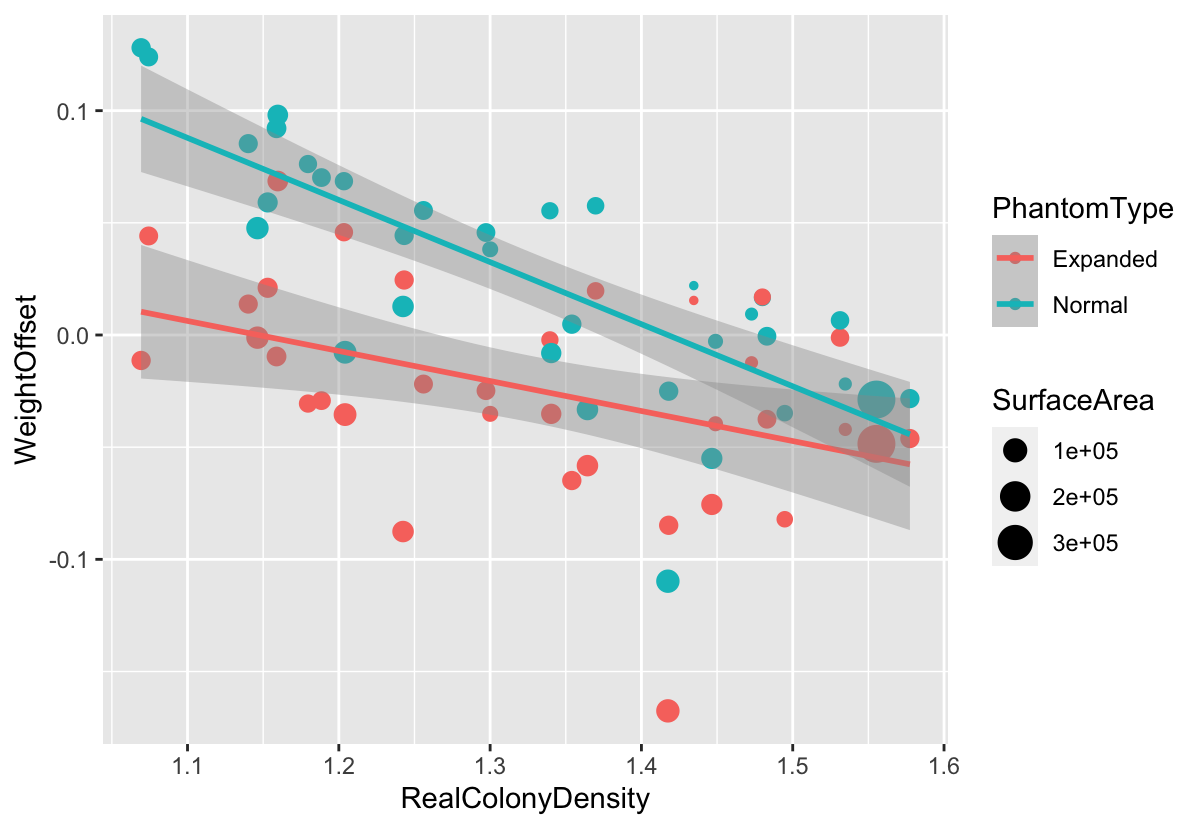 WeightOffset
0.1
0.0
-0.1
1.1
1.2
1.3
1.4
1.5
1.6
RealColonyDensity
PhantomType
Expanded
Normal
SurfaceArea
1e+05
2e+05
3e+05